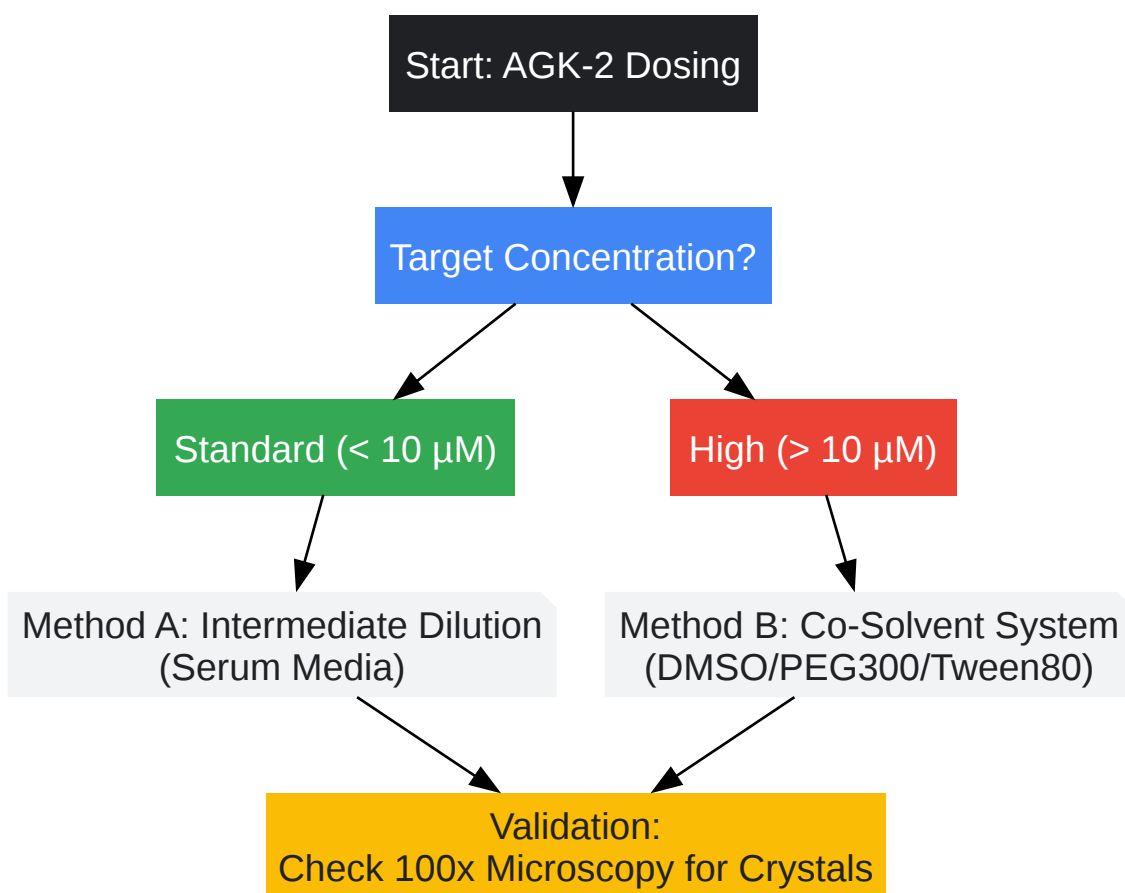 Start: AGK-2 Dosing
Target Concentration?
Standard (< 10 µM)
High (> 10 µM)
Method A: Intermediate Dilution
(Serum Media)
Method B: Co-Solvent System
(DMSO/PEG300/Tween80)
Validation:
Check 100x Microscopy for Crystals